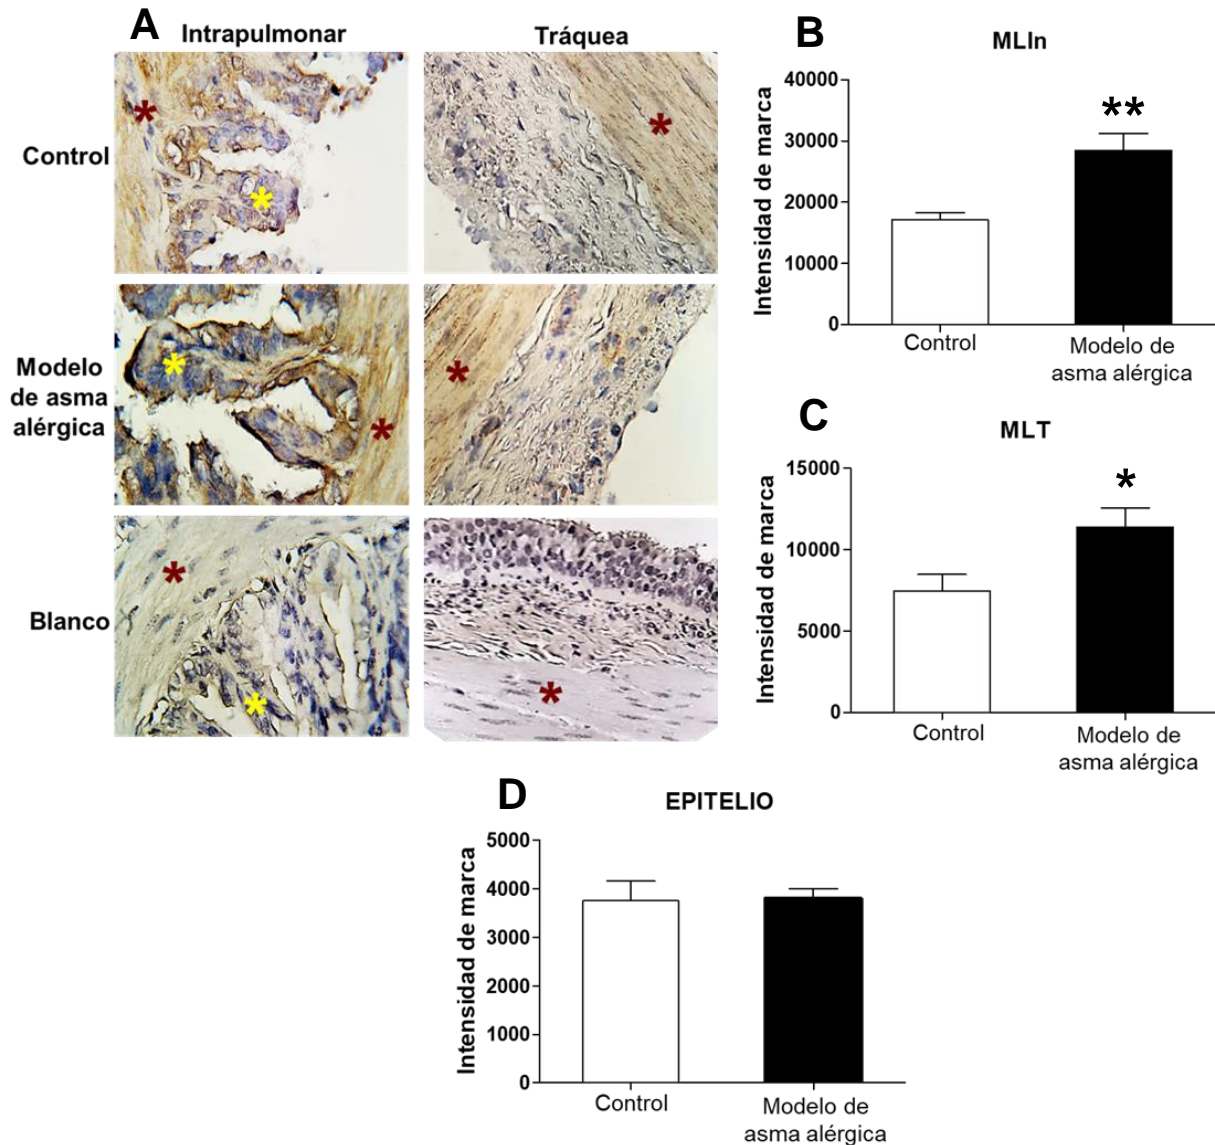 A
Intrapulmonar
Tráquea
Control
*
*
*
Modelo
de asma
alérgica
*
*
*
Blanco
*
*
*
B
MLIn
Intensidad de marca
40000
30000
20000
10000
0
**
Control
Modelo de
asma alérgica
C
MLT
Intensidad de marca
15000
10000
5000
0
*
Control
Modelo de
asma alérgica
D
EPITELIO
Intensidad de marca
5000
4000
3000
2000
1000
0
Control
Modelo de
asma alérgica